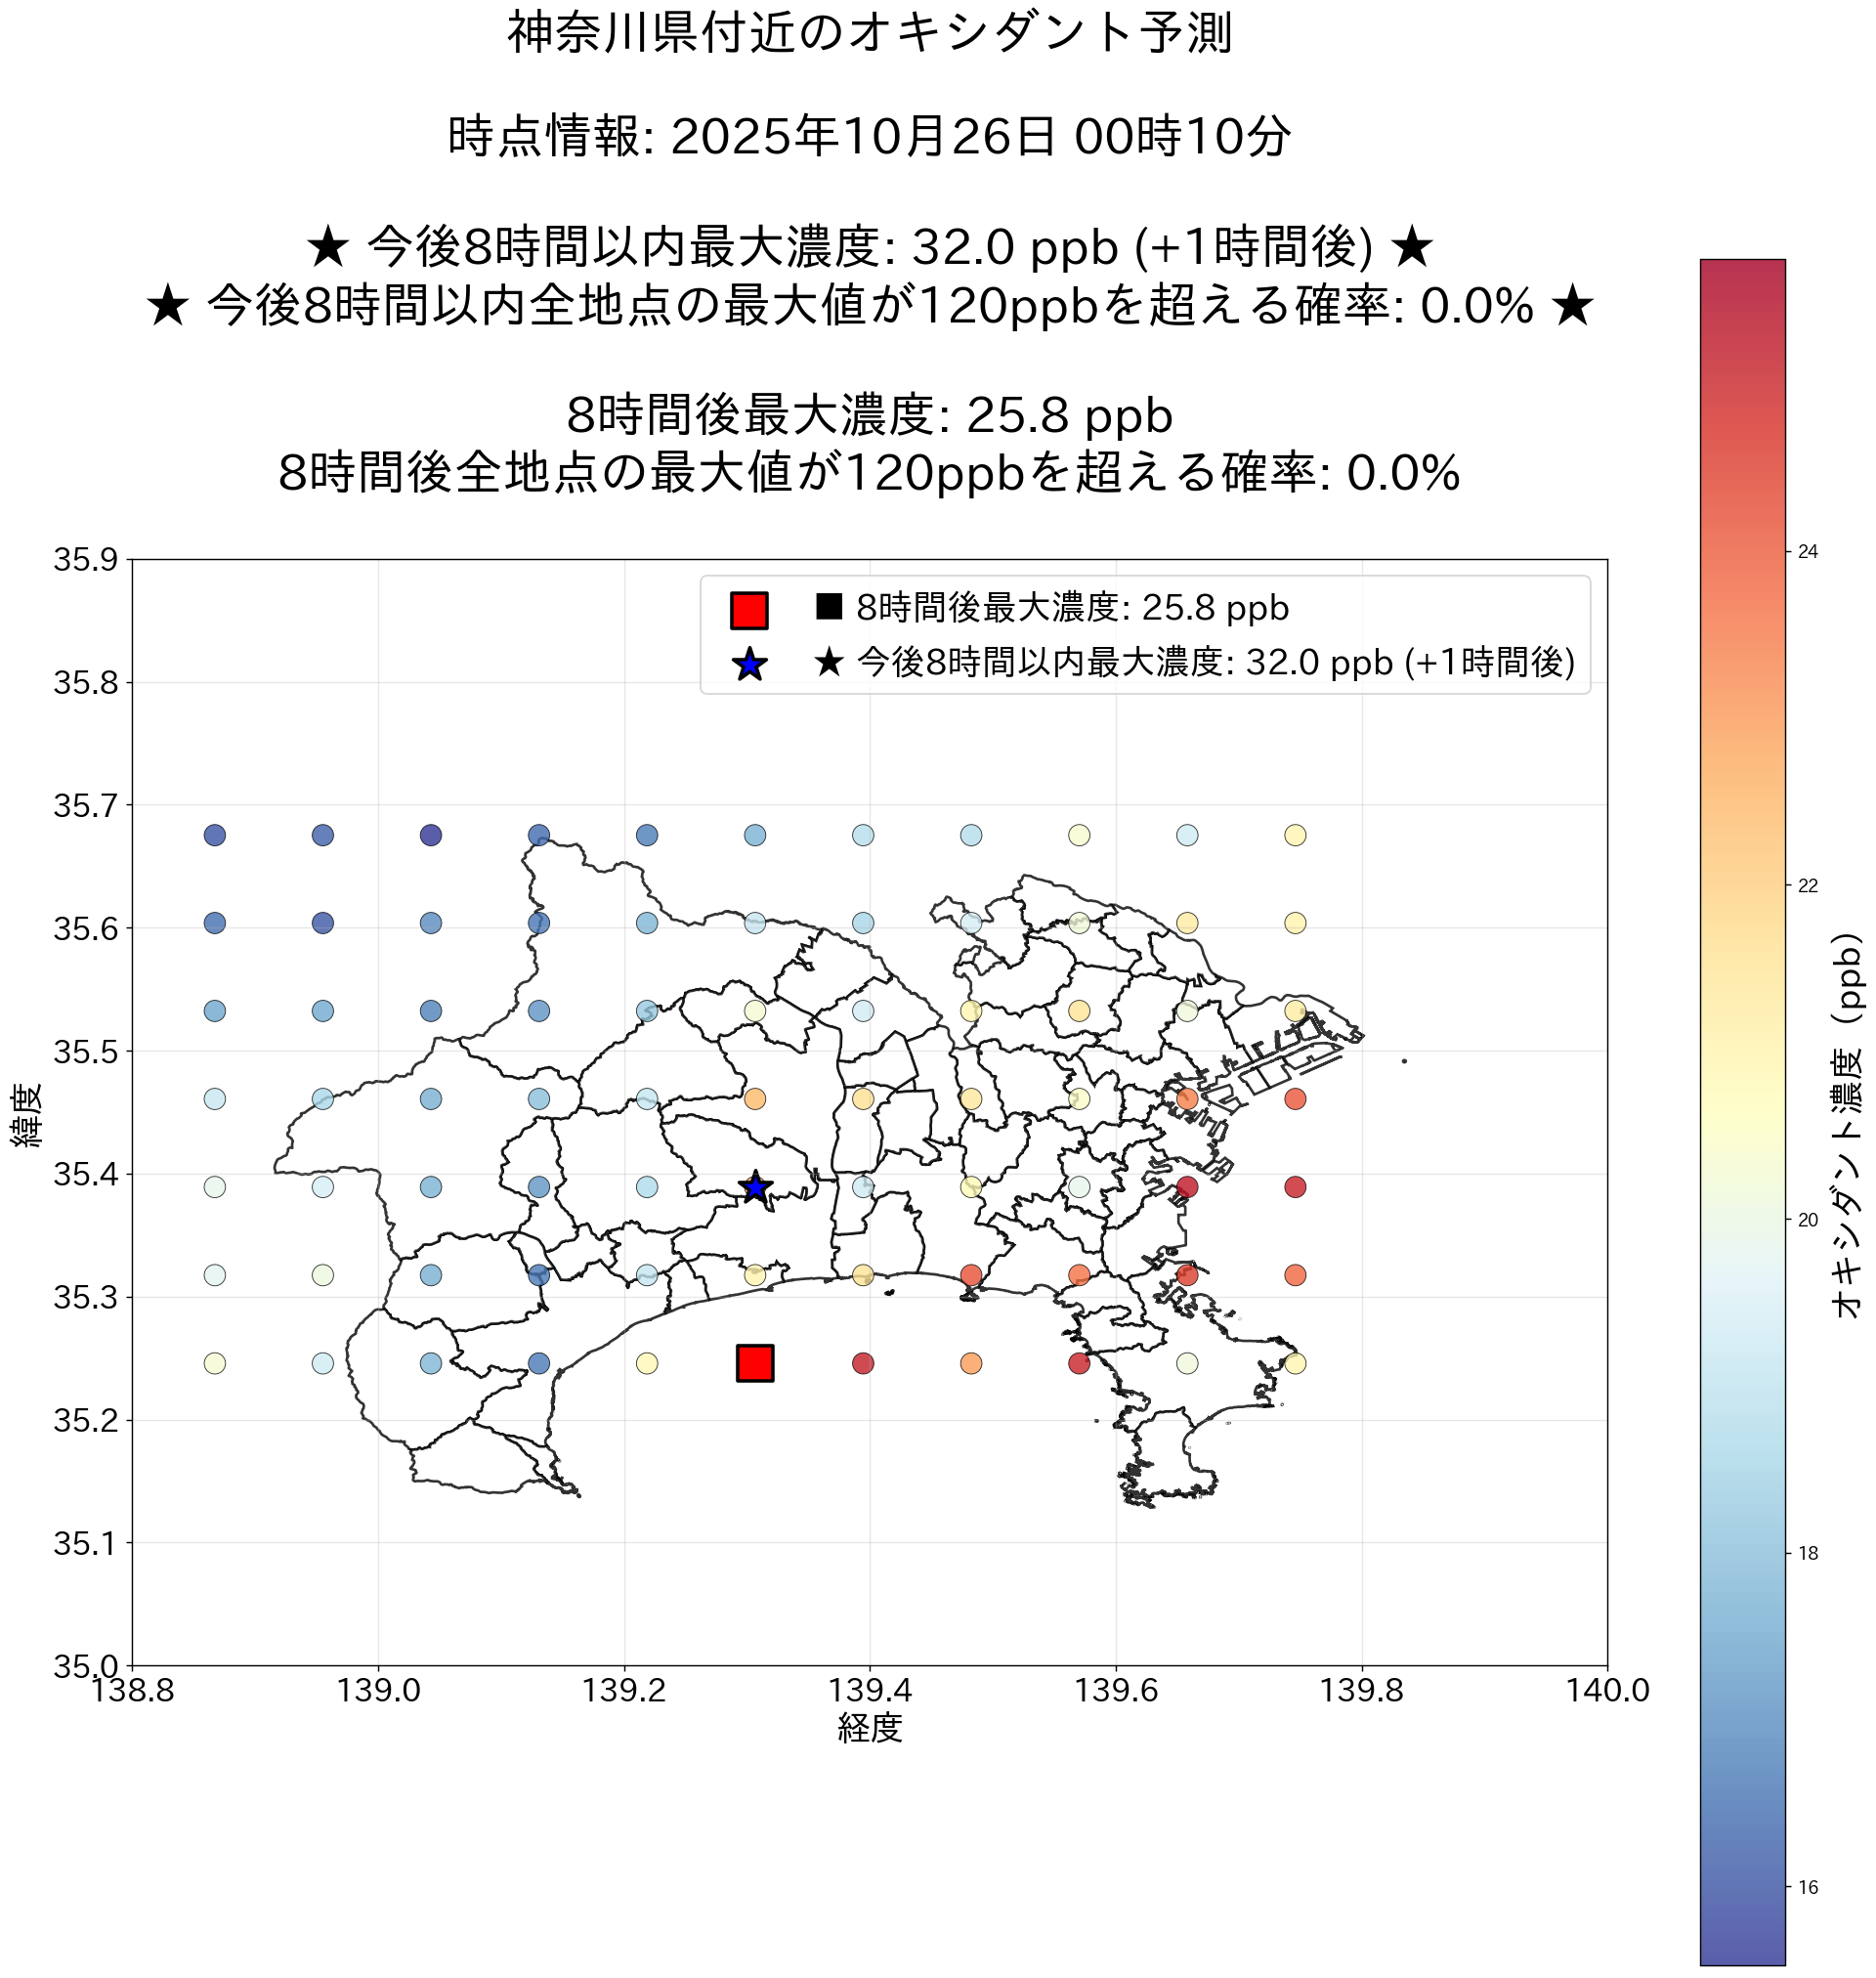 神奈川県付近のオキシダント予測
時点情報: 2025年10月26日 00時10分
★ 今後8時間以内最大濃度: 32.0 ppb (+1時間後) ★
★ 今後8時間以内全地点の最大値が120ppbを超える確率: 0.0% ★
8時間後最大濃度: 25.8 ppb
8時間後全地点の最大値が120ppbを超える確率: 0.0%
■ 8時間後最大濃度: 25.8 ppb
★ 今後8時間以内最大濃度: 32.0 ppb (+1時間後)
35.9
35.8
35.7
35.6
35.5
35.4
35.3
35.2
35.1
35.0
緯度
138.8
139.0
139.2
139.4
139.6
139.8
140.0
経度
24
22
20
18
16
オキシダント濃度（ppb）